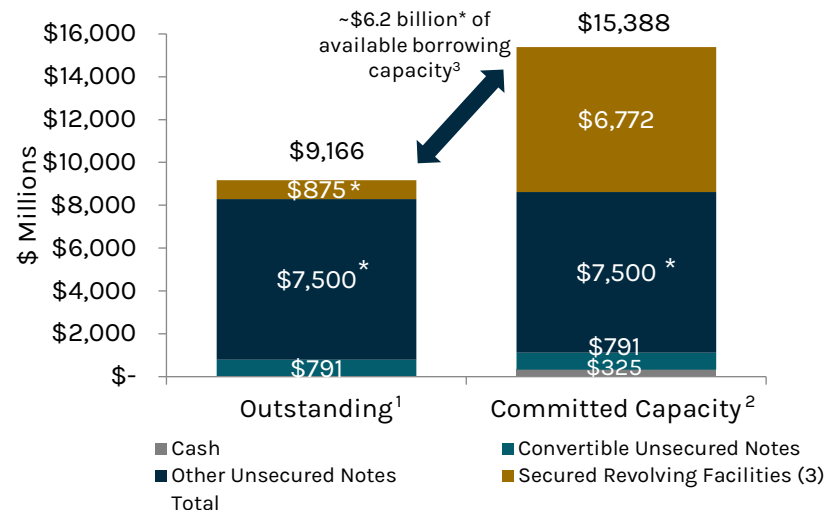 ~$6.2 billion* of
available borrowing
capacity3
$15,388
$16,000
$14,000
$12,000
$10,000
$8,000
$6,000
$4,000
$2,000
$-
$ Millions
$9,166
$875 *
$7,500 *
$791
$6,772
$7,500 *
$791
$325
Outstanding1
Committed Capacity2
Cash
Convertible Unsecured Notes
Other Unsecured Notes
Secured Revolving Facilities (3)
Total